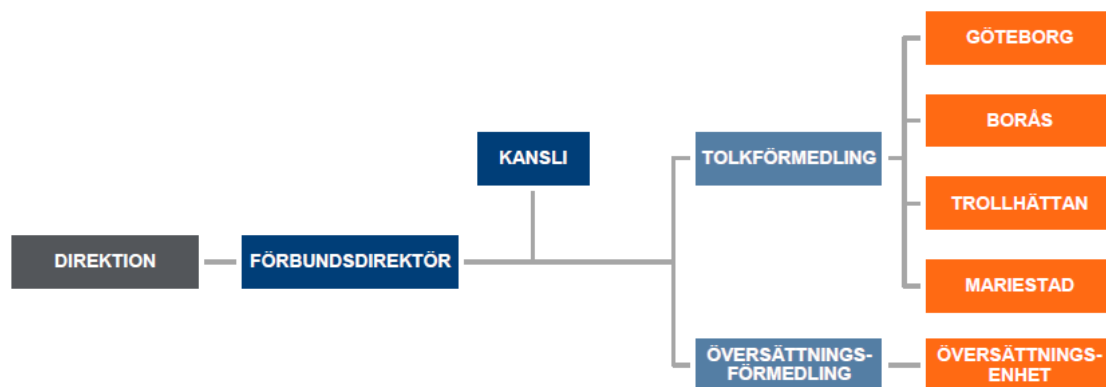 GÖTEBORG
BORÅS
KANSLI
TOLKFÖRMEDLING
TROLLHÄTTAN
DIREKTION
FÖRBUNDSDIREKTÖR
MARIESTAD
ÖVERSÄTTNINGS-
FÖRMEDLING
ÖVERSÄTTNINGS-
ENHET